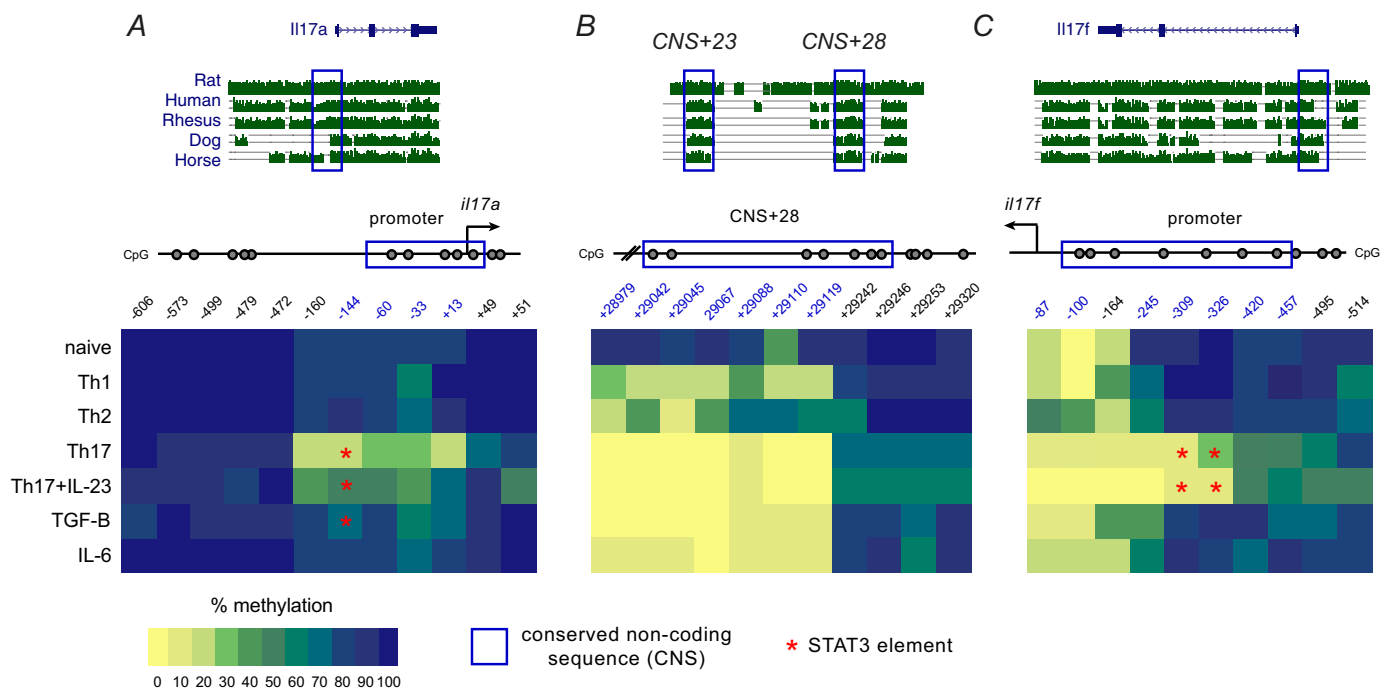 A
Il17a
B
CNS+23 CNS+28
C
Il17f
Rat
Human
Rhesus
Dog
Horse
promoter
il17a
CpG
CNS+28
CpG
il17f
promoter
CpG
-606 -573 -499 -479 -472 -160 -144 -60 -33 +13 +49 +51
+28979 +29042 +29045 29067 +29088 +29110 +29119 +29242 +29246 +29253 +29320
-87 -100 -164 -245 -309 -326 -420 -457 -495 -514
naive
Th1
Th2
Th17
* * *
Th17+IL-23
* * *
TGF-B
*
IL-6
% methylation
0 10 20 30 40 50 60 70 80 90 100
conserved non-coding
sequence (CNS)
* STAT3 element